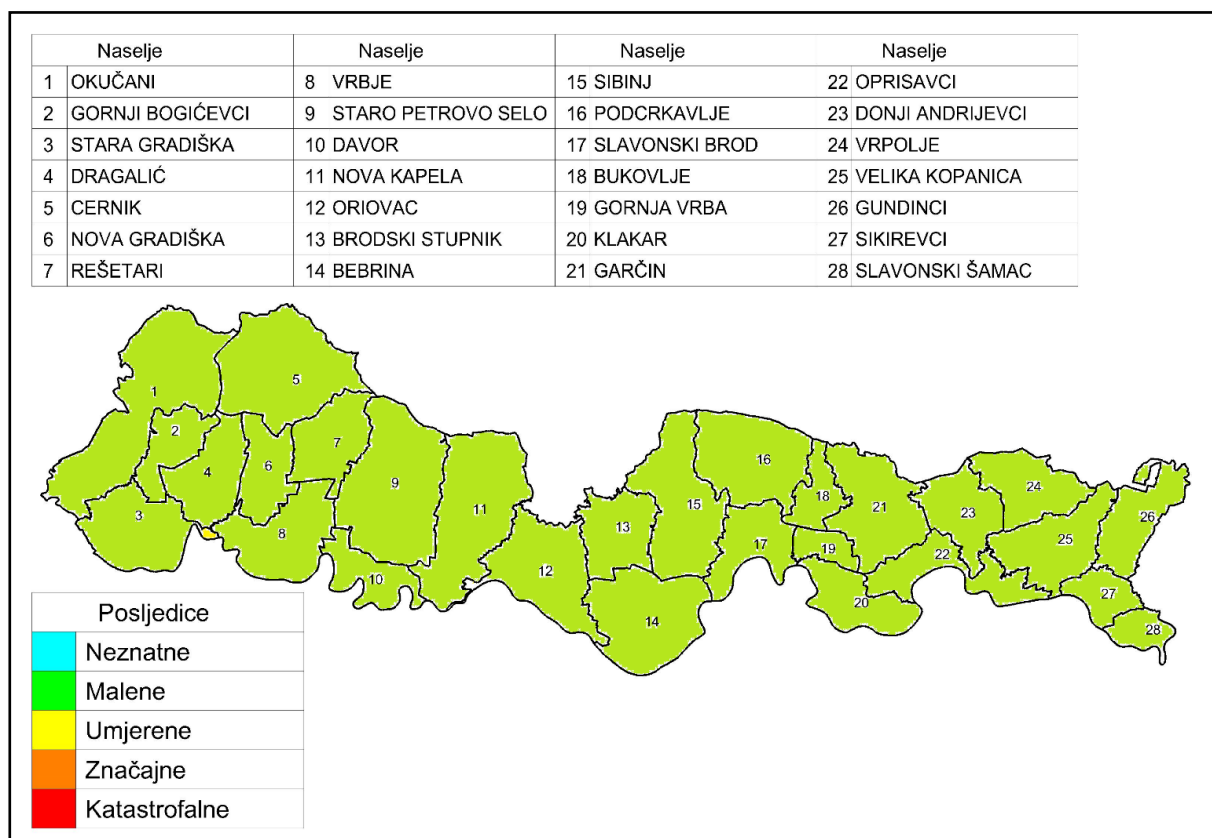 Naselje Naselje Naselje Naselje
1 OKUČANI 8 VRBJE 15 SIBINJ 22 OPRISAVCI
2 GORNJI BOGIĆEVCI 9 STARO PETROVO SELO 16 PODCRKAVLJE 23 DONJI ANDRIJEVCI
3 STARA GRADIŠKA 10 DAVOR 17 SLAVONSKI BROD 24 VRPOLJE
4 DRAGALIĆ 11 NOVA KAPELA 18 BUKOVLJE 25 VELIKA KOPANICA
5 CERNIK 12 ORIOVAC 19 GORNJA VRBA 26 GUNDINCI
6 NOVA GRADIŠKA 13 BRODSKI STUPNIK 20 KLAKAR 27 SIKIREVCI
7 REŠETARI 14 BEBRINA 21 GARČIN 28 SLAVONSKI ŠAMAC
5
1
2
7
6
4
16
24
9
11
15
18
21
23
26
3
8
13
17
19
22
25
10
12
20
27
14
28
Posljedice
Neznatne
Malene
Umjerene
Značajne
Katastrofalne